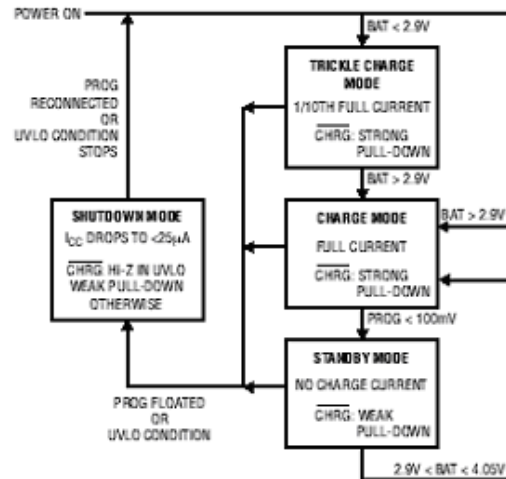 POWER ON
BAT < 2.9V
TRICKLE CHARGE
MODE
1/10TH FULL CURRENT
CHRG: STRONG
PULL-DOWN
PROG
RECONNECTED
OR
UVLO CONDITION
STOPS
BAT > 2.9V
SHUTDOWN MODE
ICC DROPS TO <25μA
CHRG: HI-Z IN UVLO
WEAK PULL-DOWN
OTHERWISE
CHARGE MODE
FULL CURRENT
CHRG: STRONG
PULL-DOWN
BAT > 2.9V
PROG < 100mV
STANDBY MODE
NO CHARGE CURRENT
CHRG: WEAK
PULL-DOWN
PROG FLOATED
OR
UVLO CONDITION
2.9V < BAT < 4.05V